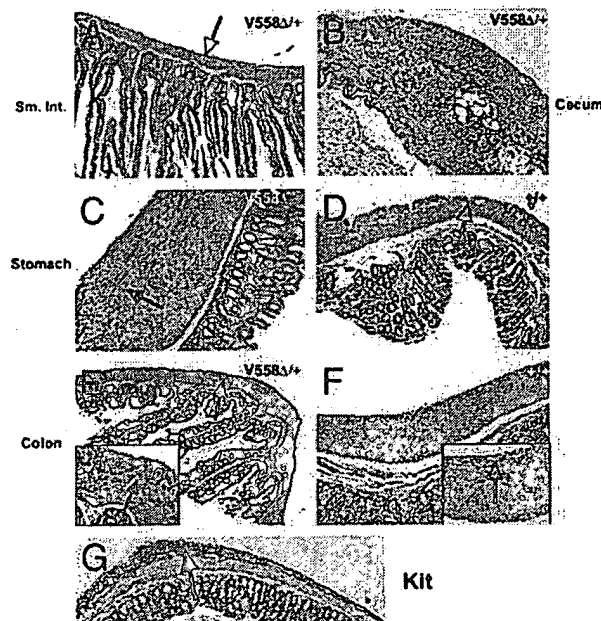 A V558Δ/+
B V558Δ/+
Sm. Int.
Cecum
C
D +/+
Stomach
V558Δ/+
F
Colon
G
Kit